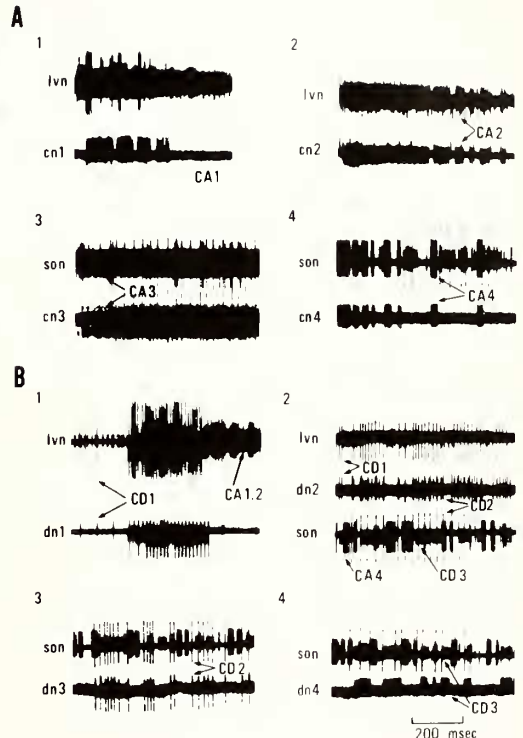 A
1
lvn
cn1
CA1
2
lvn
cn2
CA2
3
son
CA3
cn3
4
son
CA4
cn4
B
1
lvn
CD1
CA1.2
dn1
2
lvn
CD1
dn2
CD2
son
CA4
CD3
3
son
CD2
dn3
4
son
dn4
CD3
200 msec